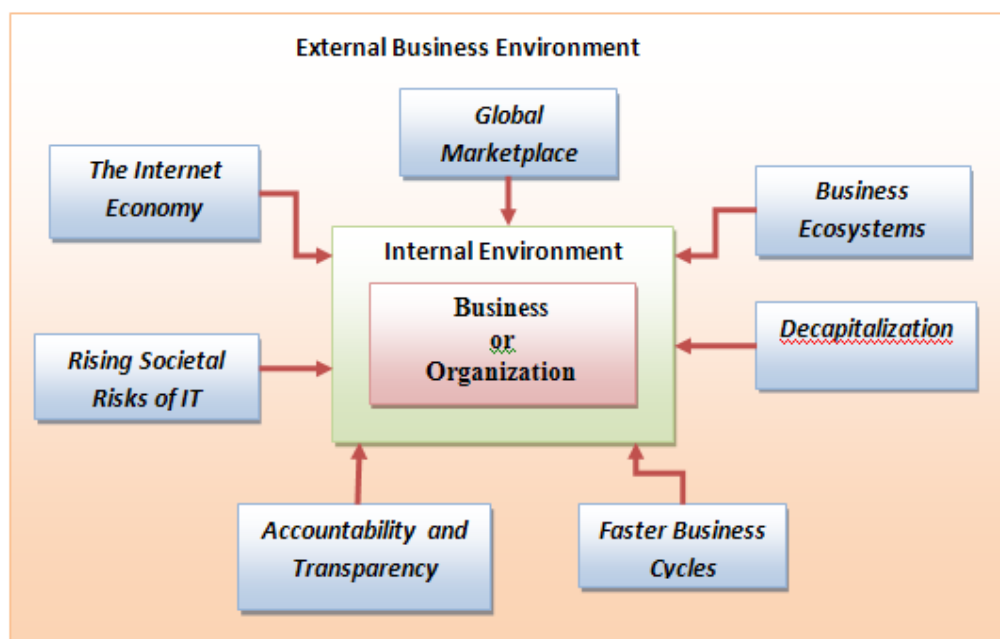 External Business Environment
Global
Marketplace
The Internet
Economy
Business
Ecosystems
Internal Environment
Business
or
Organization
Decapitalization
Rising Societal
Risks of IT
Accountability and
Transparency
Faster Business
Cycles